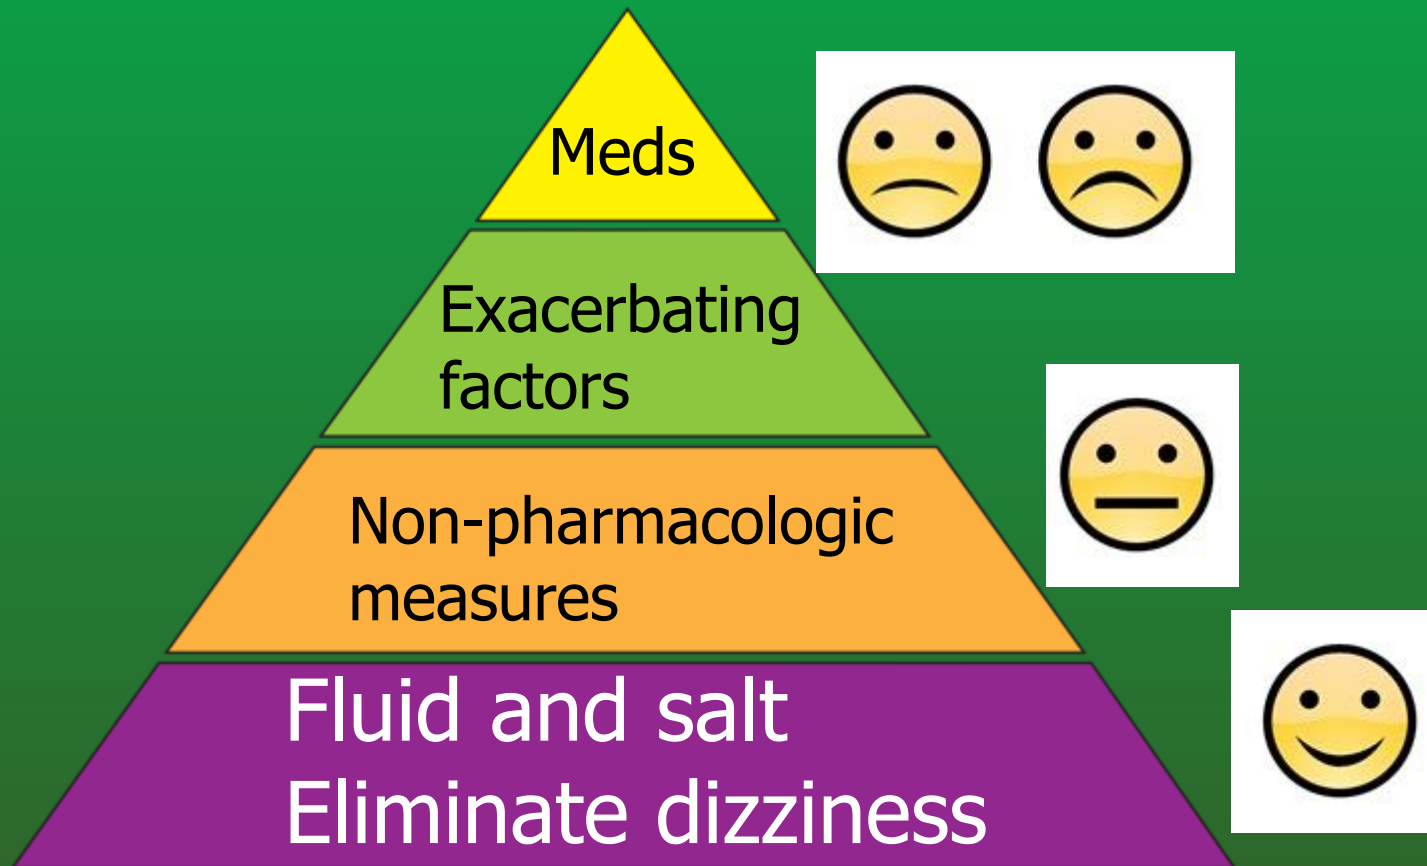 Meds
Exacerbating
factors
Non-pharmacologic
measures
Fluid and salt
Eliminate dizziness